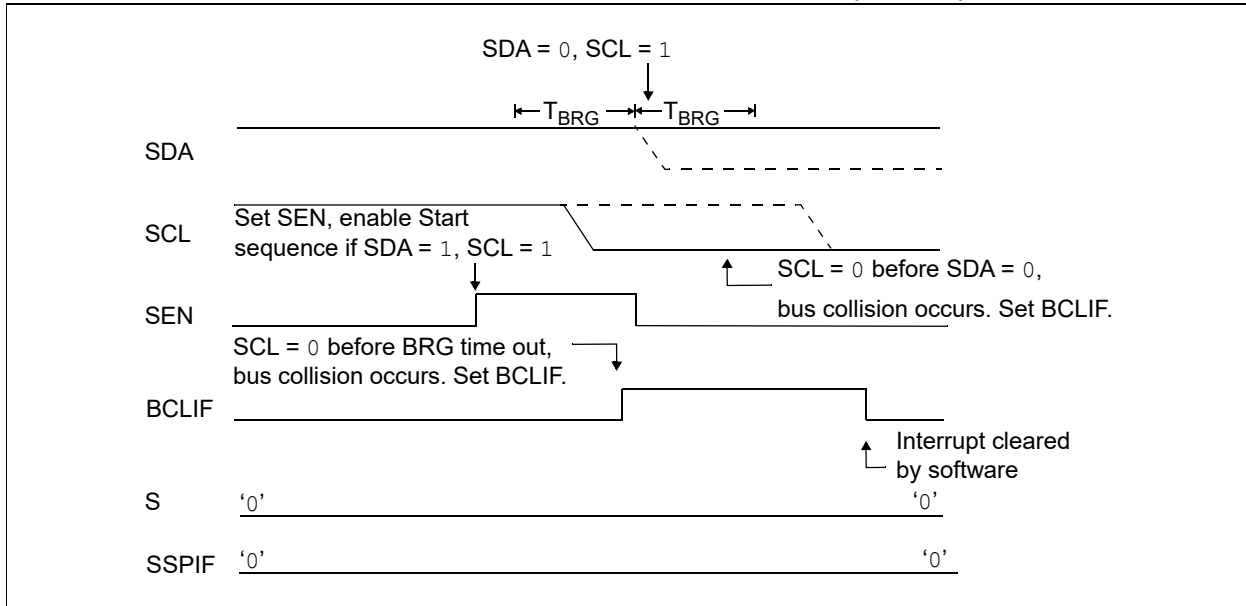 SDA = 0, SCL = 1
TBRG TBRG
SDA
SCL
Set SEN, enable Start
sequence if SDA = 1, SCL = 1
SCL = 0 before SDA = 0,
bus collision occurs. Set BCLIF.
SEN
SCL = 0 before BRG time out,
bus collision occurs. Set BCLIF.
BCLIF
Interrupt cleared
by software
S ‘0’ ‘0’
SSPIF ‘0’ ‘0’